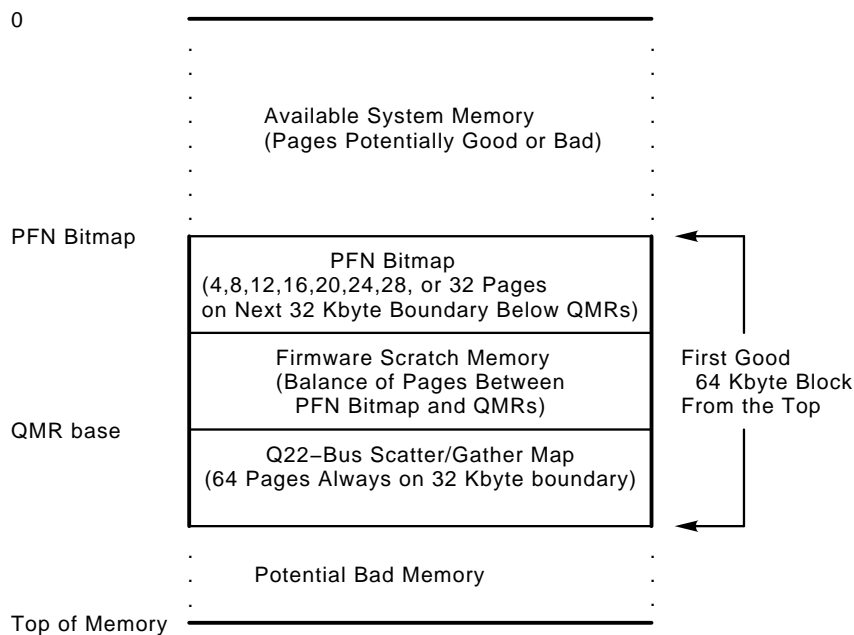 0
Available System Memory
(Pages Potentially Good or Bad)
PFN Bitmap
PFN Bitmap
(4,8,12,16,20,24,28, or 32 Pages
on Next 32 Kbyte Boundary Below QMRs)
Firmware Scratch Memory
(Balance of Pages Between
PFN Bitmap and QMRs)
First Good
64 Kbyte Block
From the Top
QMR base
Q22−Bus Scatter/Gather Map
(64 Pages Always on 32 Kbyte boundary)
Potential Bad Memory
Top of Memory